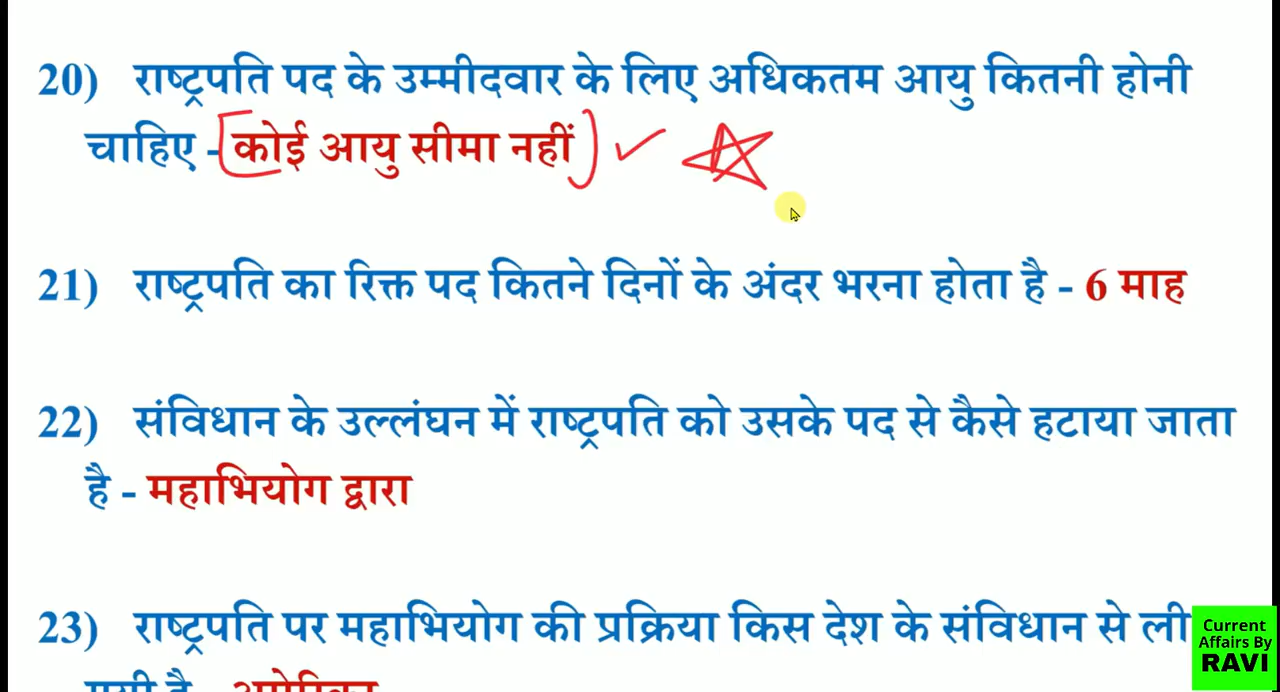 20) राष्ट्रपति पद के उम्मीदवार के लिए अधिकतम आयु कितनी होनी
चाहिए - कोई आयु सीमा नहीं
21) राष्ट्रपति का रिक्त पद कितने दिनों के अंदर भरना होता है - 6 माह
22) संविधान के उल्लंघन में राष्ट्रपति को उसके पद से कैसे हटाया जाता
है - महाभियोग द्वारा
23) राष्ट्रपति पर महाभियोग की प्रक्रिया किस देश के संविधान से ली
Current
Affairs By
RAVI